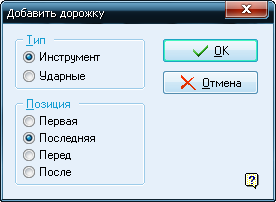 Добавить дорожку
Тип
Инструмент
Ударные
OK
Отмена
Позиция
Первая
Последняя
Перед
После